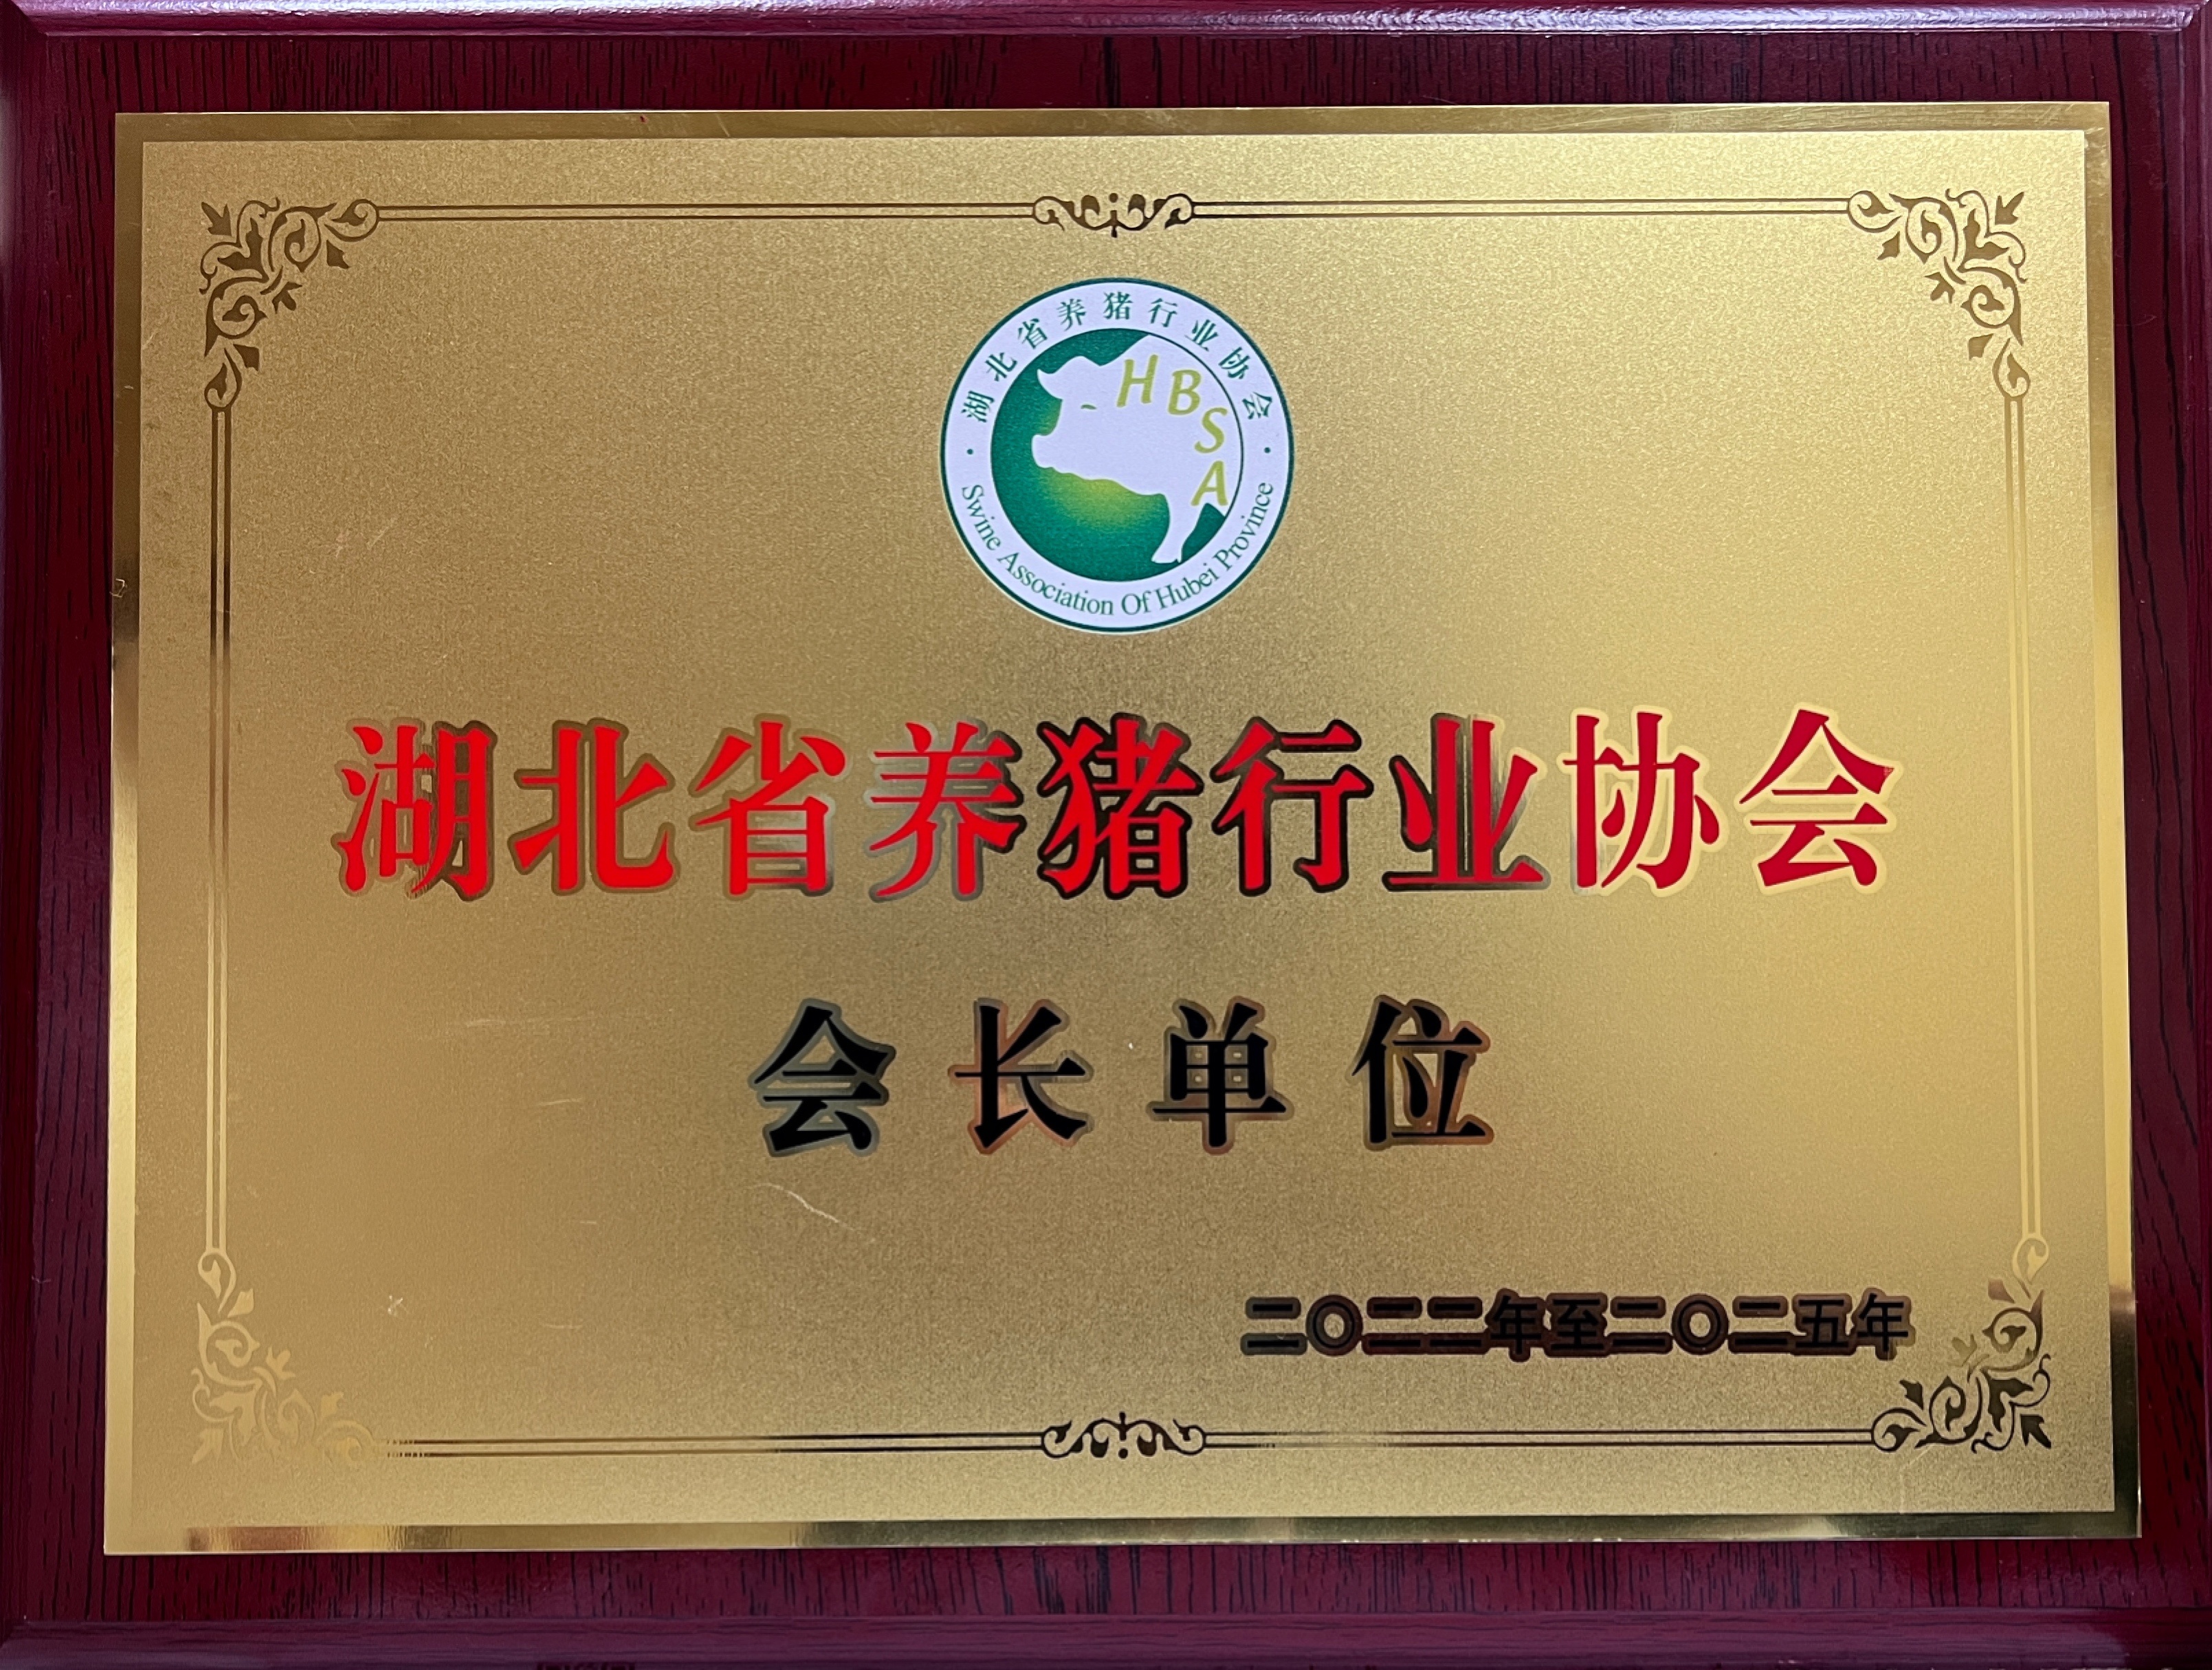 湖北省养猪行业协会
HBSA
Swine Association Of Hubei Province
湖北省养猪行业协会
会长单位
二〇二二年至二〇二五年